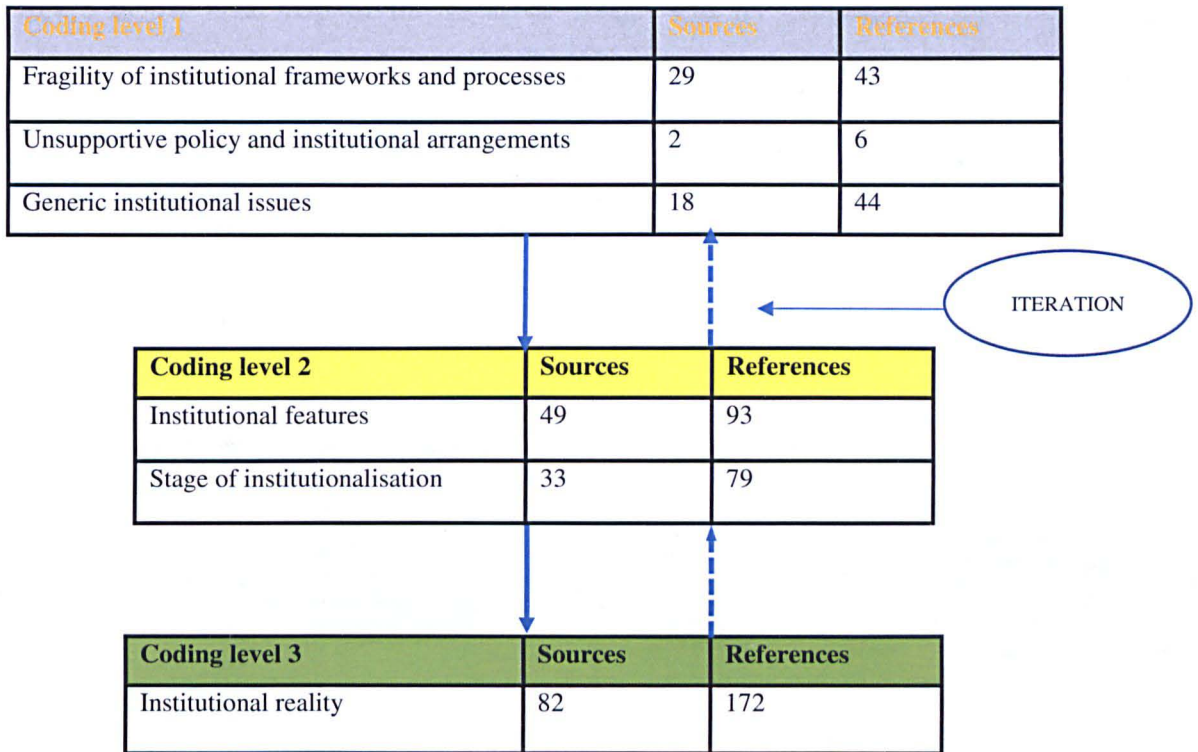 Coding level 1 Sources References
Fragility of institutional frameworks and processes 29 43
Unsupportive policy and institutional arrangements 2 6
Generic institutional issues 18 44
ITERATION
Coding level 2 Sources References
Institutional features 49 93
Stage of institutionalisation 33 79
Coding level 3 Sources References
Institutional reality 82 172